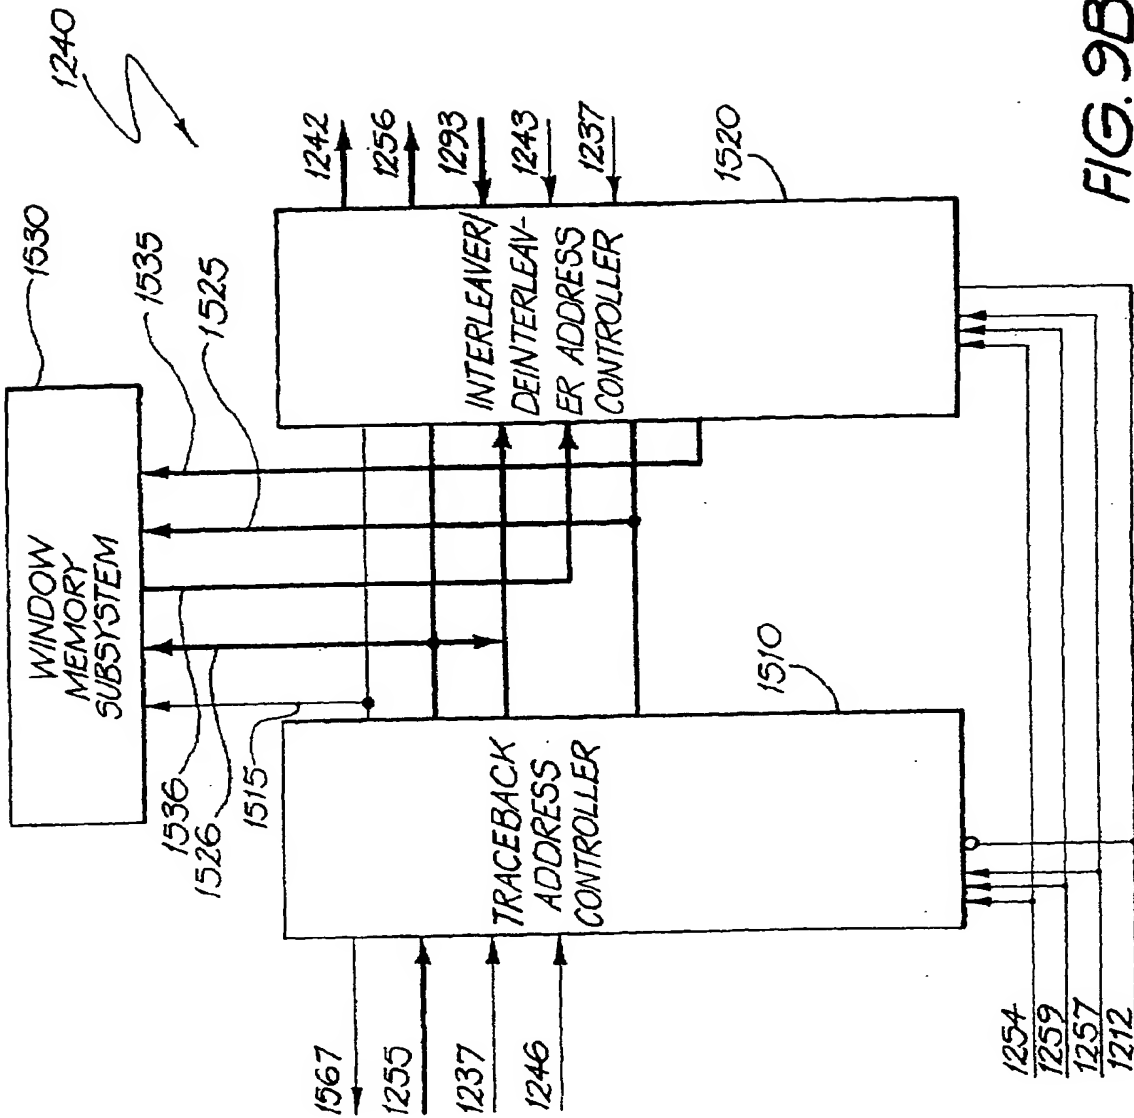 1240
1530
WINDOW
MEMORY
SUBSYSTEM
1535
1525
1536
1526
1515
1242
1256
1293
1243
1237
INTERLEAVER/
DEINTERLEAV-
ER ADDRESS
CONTROLLER
1520
1510
TRACEBACK
ADDRESS
CONTROLLER
1567
1255
1237
1246
1254
1259
1257
1212
FIG. 9B